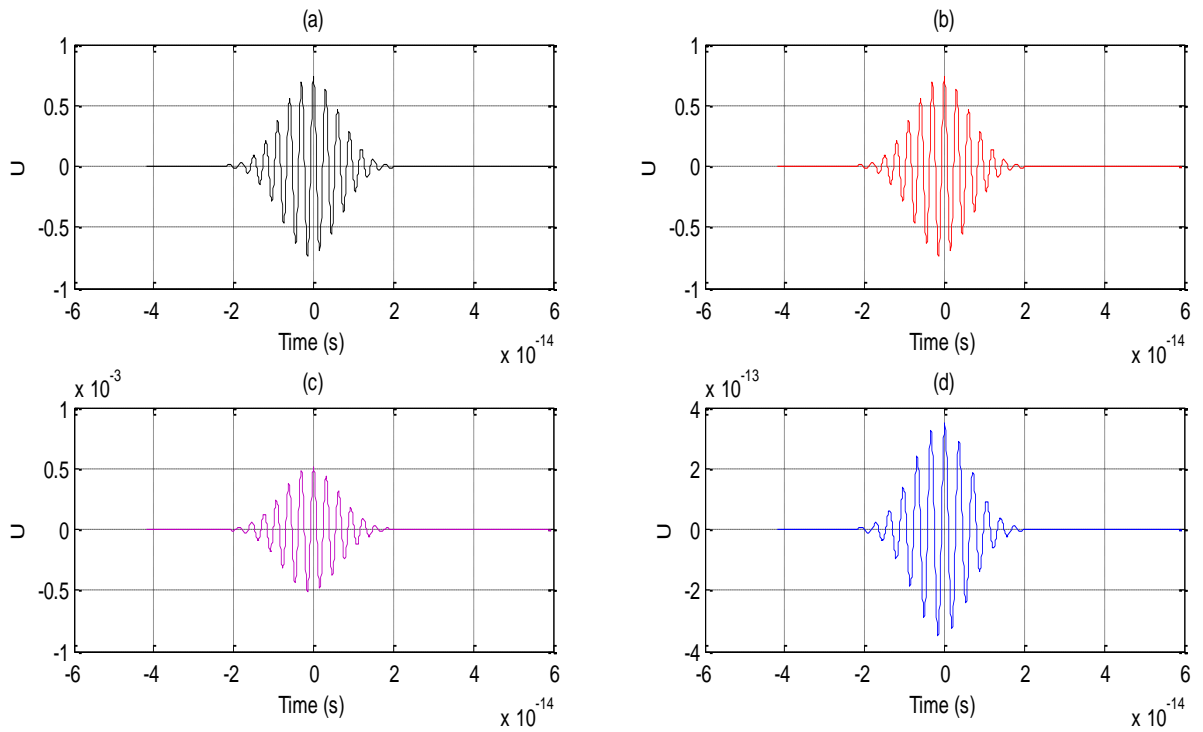 (a)
1
0.5
0
-0.5
-1
U
-6 -4 -2 0 2 4 6
Time (s)
x 10^-14
(b)
1
0.5
0
-0.5
-1
U
-6 -4 -2 0 2 4 6
Time (s)
x 10^-14
x 10^-3
(c)
1
0.5
0
-0.5
-1
U
-6 -4 -2 0 2 4 6
Time (s)
x 10^-14
x 10^-13
(d)
4
2
0
-2
-4
U
-6 -4 -2 0 2 4 6
Time (s)
x 10^-14